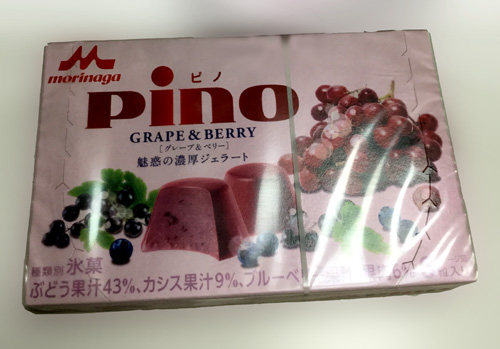 morinaga
ピノ
pino
GRAPE & BERRY
[グレープ&ベリー]
魅惑の濃厚ジェラート
種類別 氷菓
ぶどう果汁43%、カシス果汁9%、ブルーベ